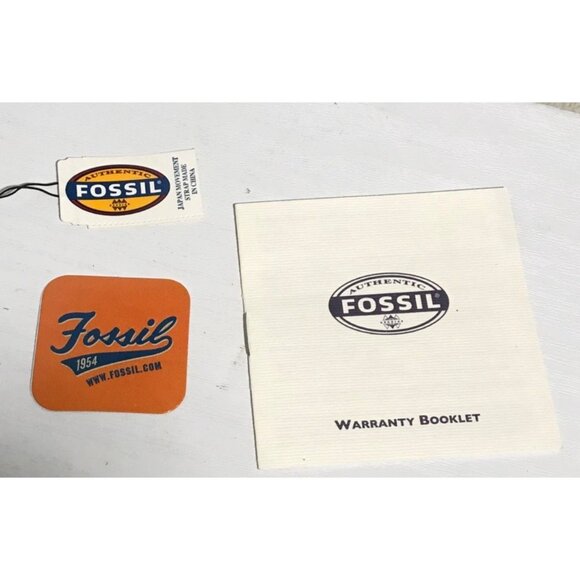 AUTHENTIC
FOSSIL
JAPAN MOVEMENT
STRAP MADE
IN CHINA
Fossil
1954
WWW.FOSSIL.COM
AUTHENTIC
FOSSIL
WARRANTY BOOKLET